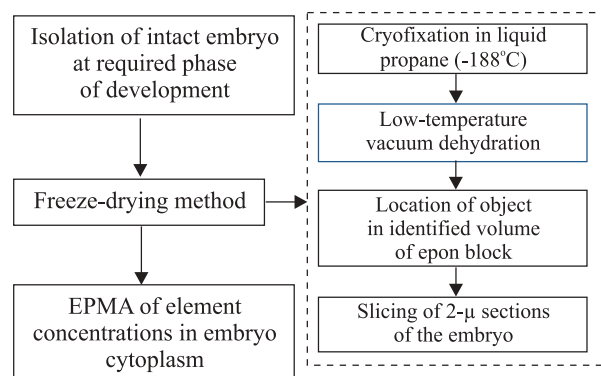 Isolation of intact embryo
at required phase
of development
Freeze-drying method
EPMA of element
concentrations in embryo
cytoplasm
Cryofixation in liquid
propane (-188°C)
Low-temperature
vacuum dehydration
Location of object
in identified volume
of epon block
Slicing of 2-μ sections
of the embryo